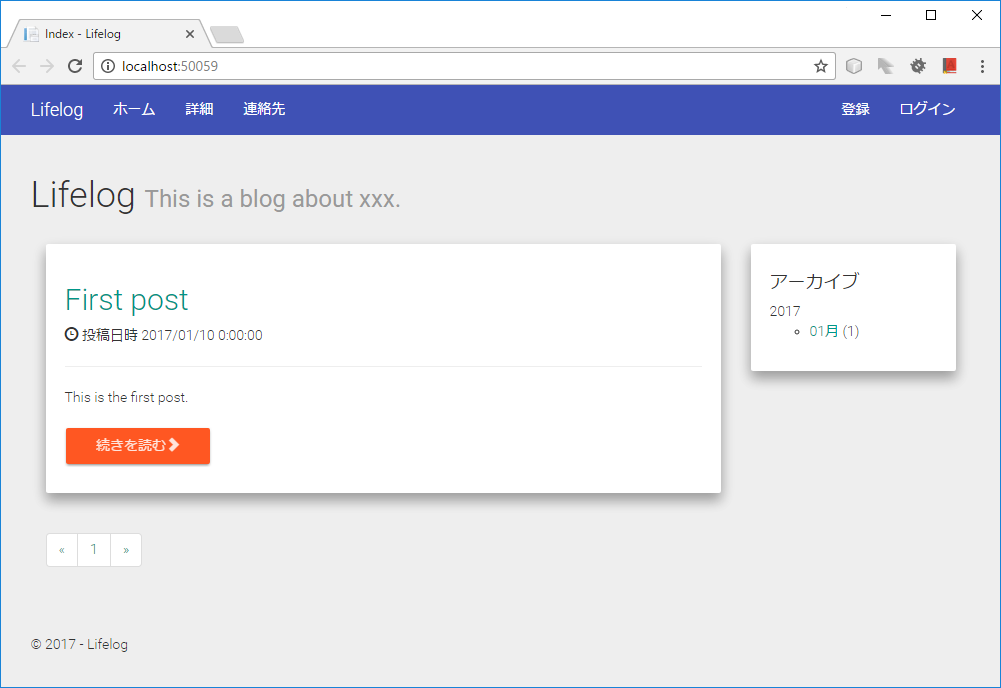 Index - Lifelog
localhost:50059
Lifelog ホーム 詳細 連絡先 登録 ログイン
Lifelog This is a blog about xxx.
First post
投稿日時 2017/01/10 0:00:00
This is the first post.
続きを読む
アーカイブ
2017
01月 (1)
« 1 »
© 2017 - Lifelog